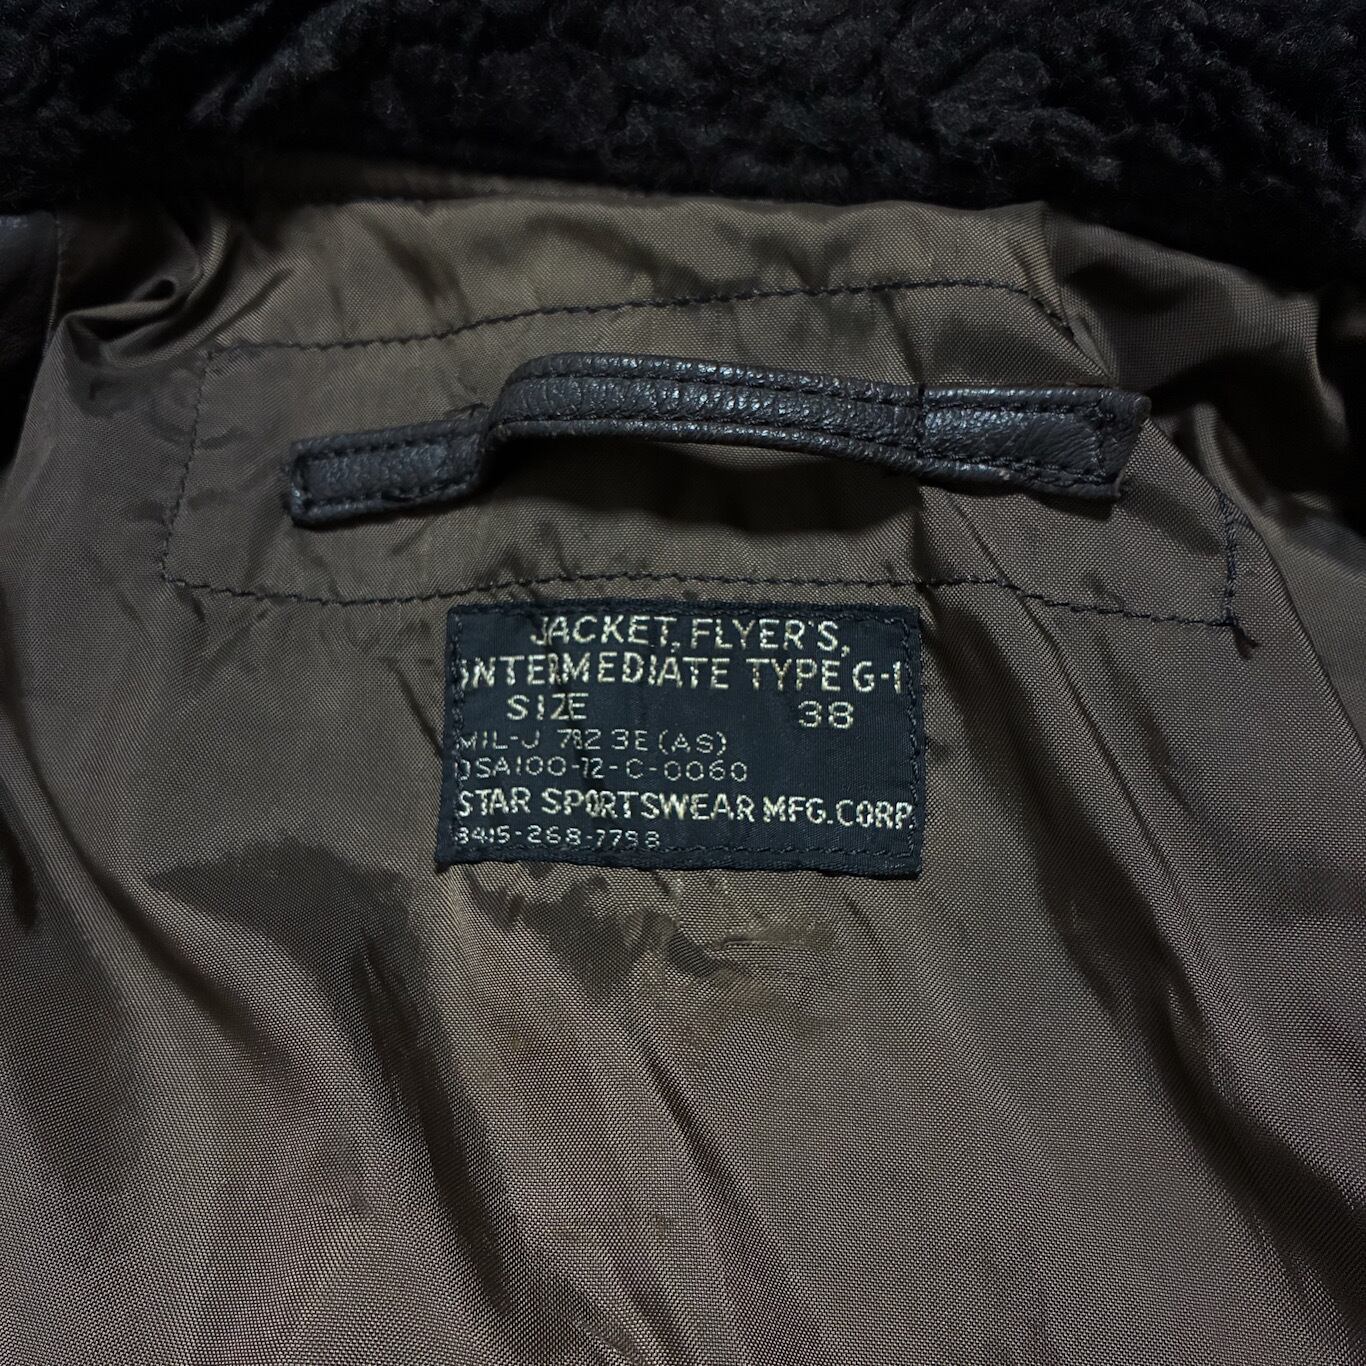 JACKET, FLYER'S,
INTERMEDIATE TYPE G-1
SIZE 38
MIL-J 7823E(AS)
DSA100-72-C-0060
STAR SPORTSWEAR MFG. CORP.
8415-268-7798